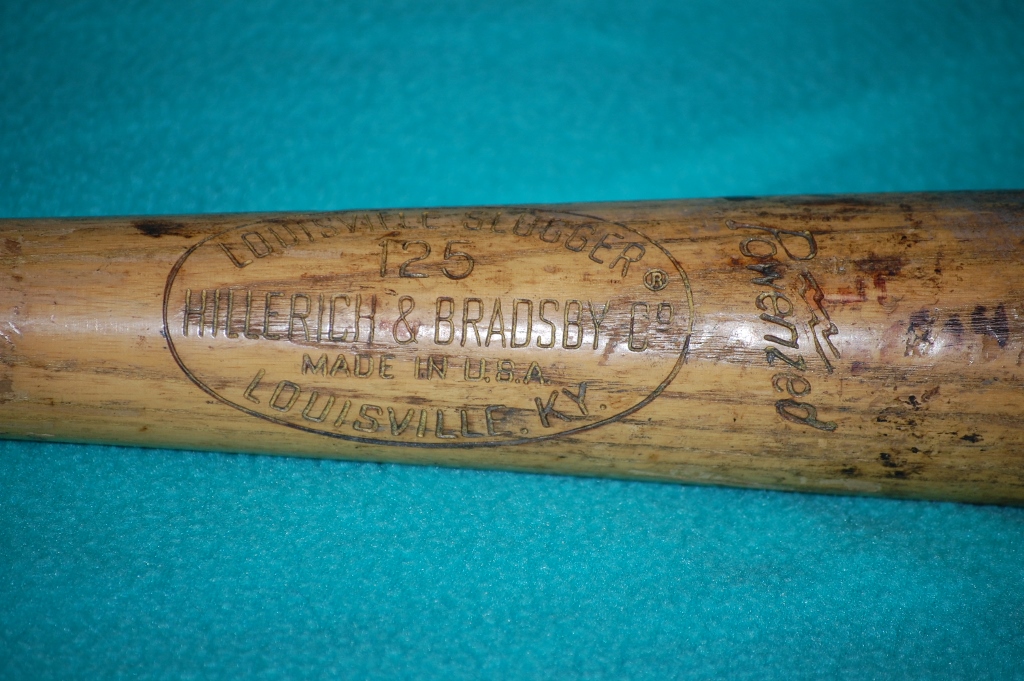 LOUISVILLE SLUGGER
125
®
HILLERICH & BRADSBY Cº
MADE IN U.S.A.
LOUISVILLE. KY.
Powerized